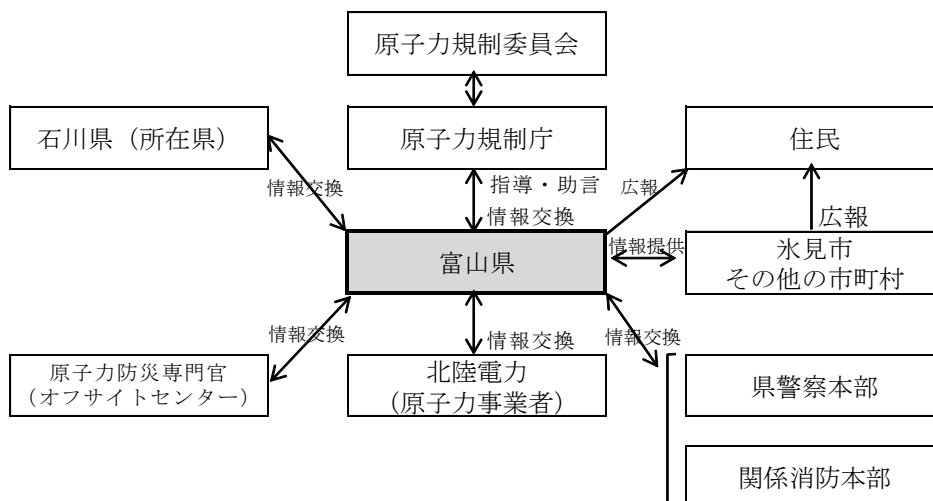 原子力規制委員会
石川県（所在県）
原子力規制庁
住民
情報交換
指導・助言
情報交換
広報
広報
富山県
情報提供
氷見市
その他の市町村
情報交換
情報交換
情報交換
原子力防災専門官
（オフサイトセンター）
北陸電力
（原子力事業者）
県警察本部
関係消防本部